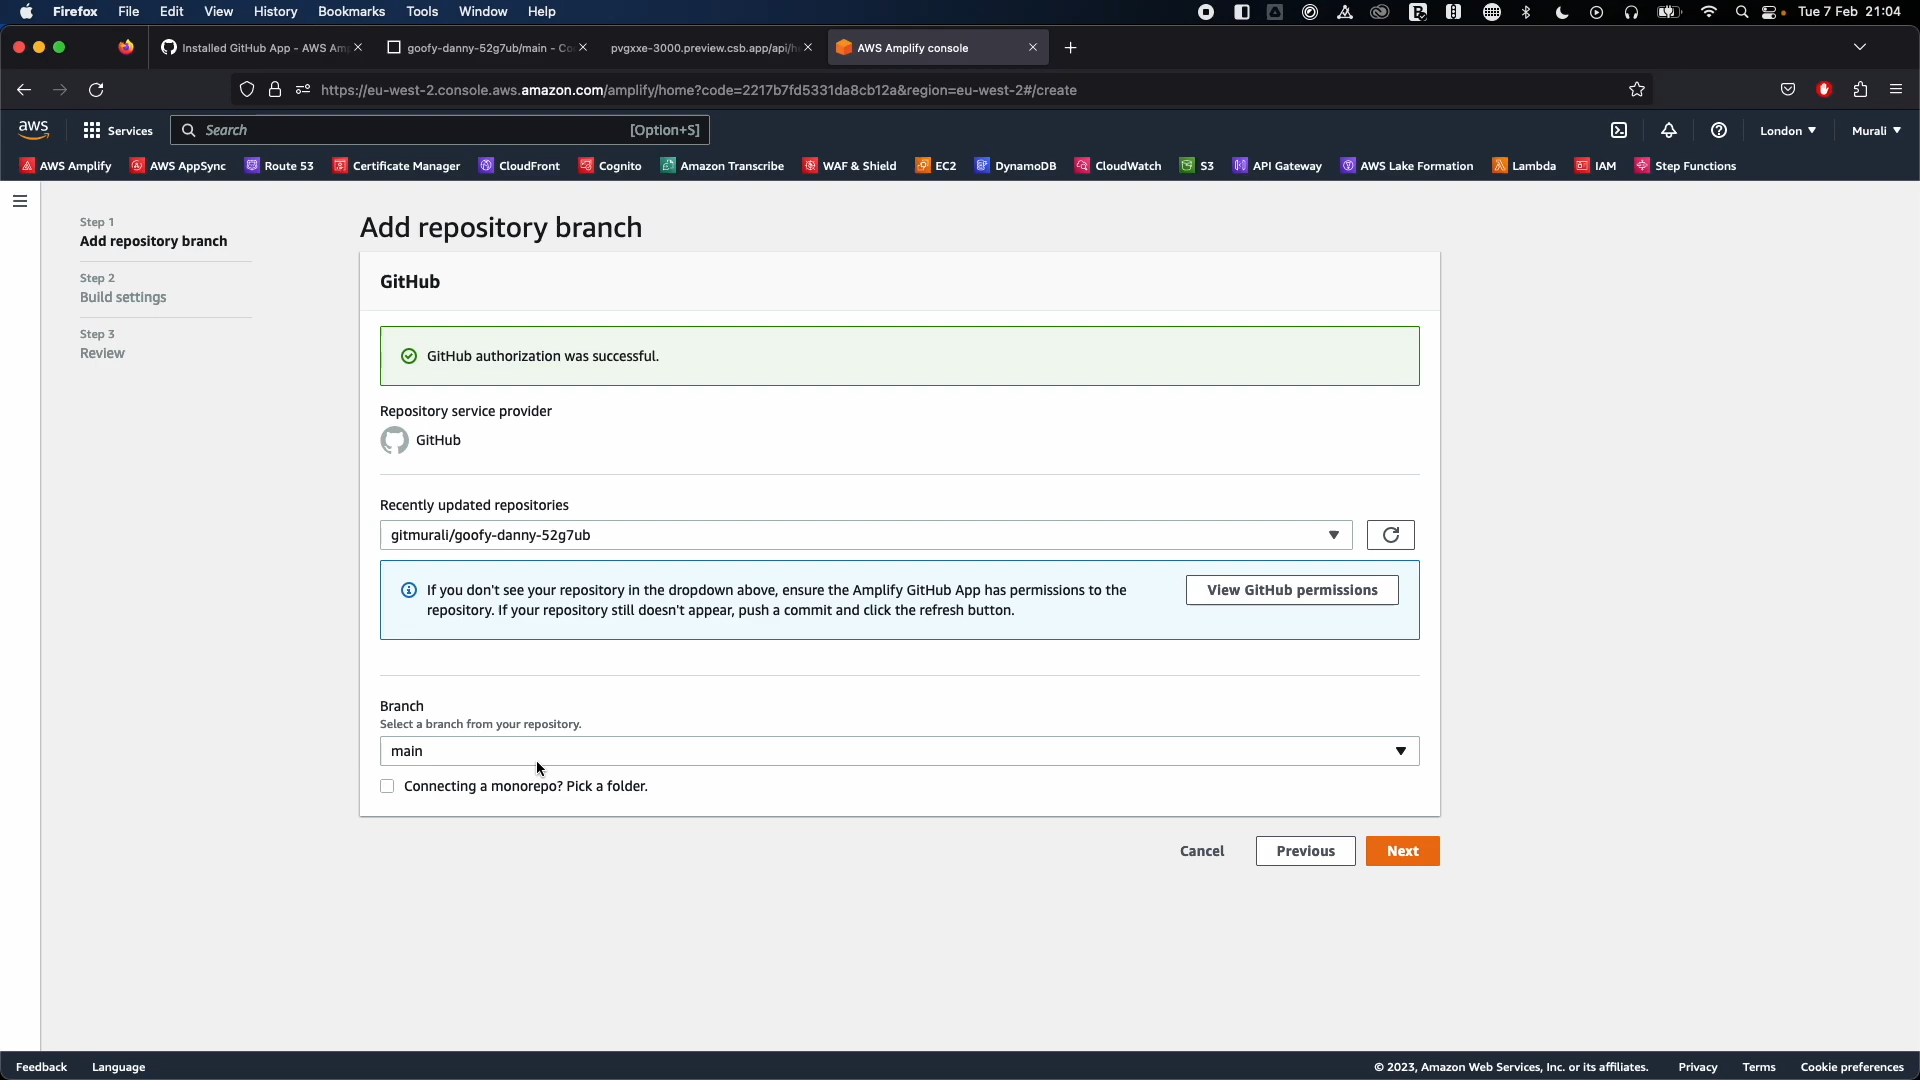 Firefox File Edit View History Bookmarks Tools Window Help Tue 7 Feb 21:04
Installed GitHub App - AWS Am goofy-danny-52g7ub/main - Co pvgxxe-3000.preview.csb.app/api/h AWS Amplify console
https://eu-west-2.console.aws.amazon.com/amplify/home?code=2217b7fd5331da8cb12a&region=eu-west-2#/create
aws Services Search [Option+S] London Murali
AWS Amplify AWS AppSync Route 53 Certificate Manager CloudFront Cognito Amazon Transcribe WAF & Shield EC2 DynamoDB CloudWatch S3 API Gateway AWS Lake Formation Lambda IAM Step Functions
Step 1
Add repository branch
Step 2
Build settings
Step 3
Review
Add repository branch
GitHub
GitHub authorization was successful.
Repository service provider
GitHub
Recently updated repositories
gitmurali/goofy-danny-52g7ub
If you don't see your repository in the dropdown above, ensure the Amplify GitHub App has permissions to the
repository. If your repository still doesn't appear, push a commit and click the refresh button.
View GitHub permissions
Branch
Select a branch from your repository.
main
Connecting a monorepo? Pick a folder.
Cancel Previous Next
Feedback Language © 2023, Amazon Web Services, Inc. or its affiliates. Privacy Terms Cookie preferences